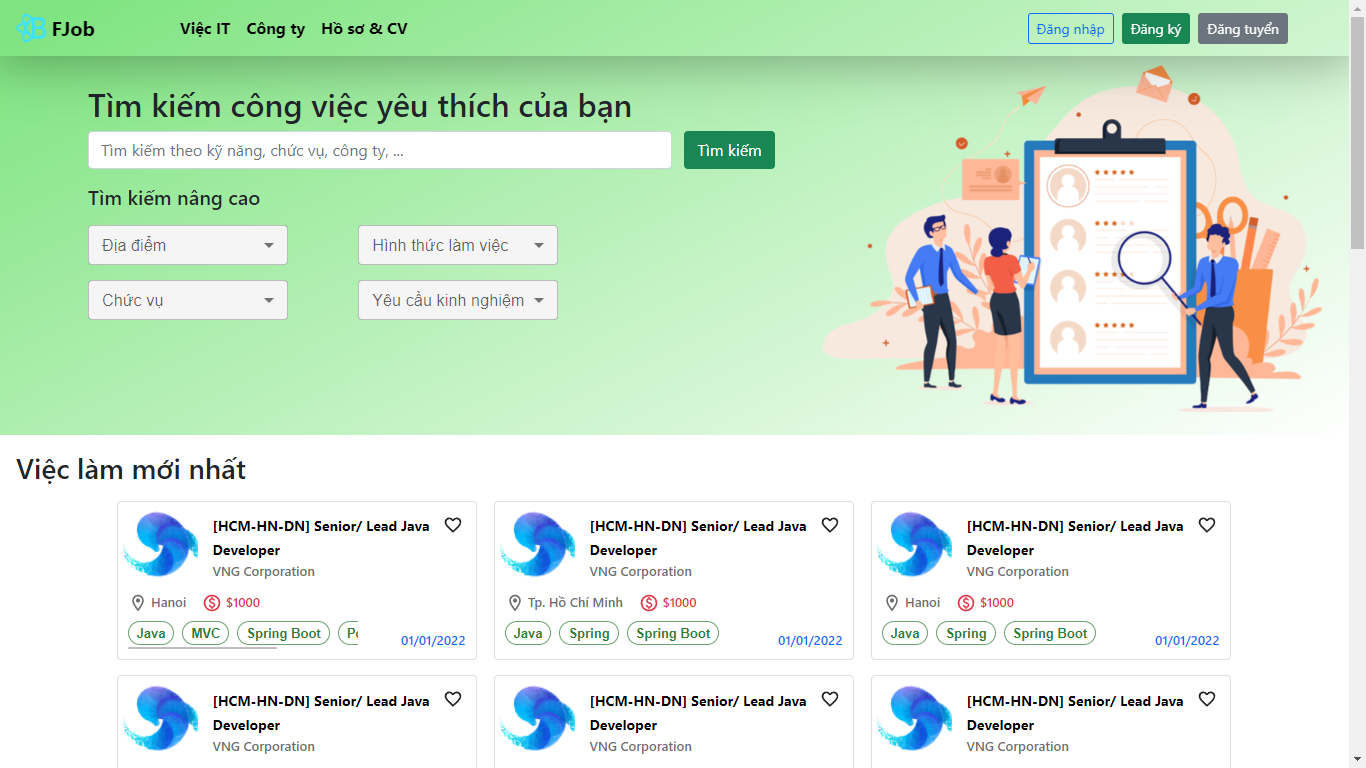 FJob Việc IT Công ty Hồ sơ & CV Đăng nhập Đăng ký Đăng tuyển
Tìm kiếm công việc yêu thích của bạn
Tìm kiếm theo kỹ năng, chức vụ, công ty, ... Tìm kiếm
Tìm kiếm nâng cao
Địa điểm Hình thức làm việc
Chức vụ Yêu cầu kinh nghiệm
Việc làm mới nhất
[HCM-HN-DN] Senior/ Lead Java
Developer
VNG Corporation
Hanoi $1000
Java MVC Spring Boot 01/01/2022
[HCM-HN-DN] Senior/ Lead Java
Developer
VNG Corporation
Tp. Hồ Chí Minh $1000
Java Spring Spring Boot 01/01/2022
[HCM-HN-DN] Senior/ Lead Java
Developer
VNG Corporation
Hanoi $1000
Java Spring Spring Boot 01/01/2022
[HCM-HN-DN] Senior/ Lead Java
Developer
VNG Corporation
[HCM-HN-DN] Senior/ Lead Java
Developer
VNG Corporation
[HCM-HN-DN] Senior/ Lead Java
Developer
VNG Corporation